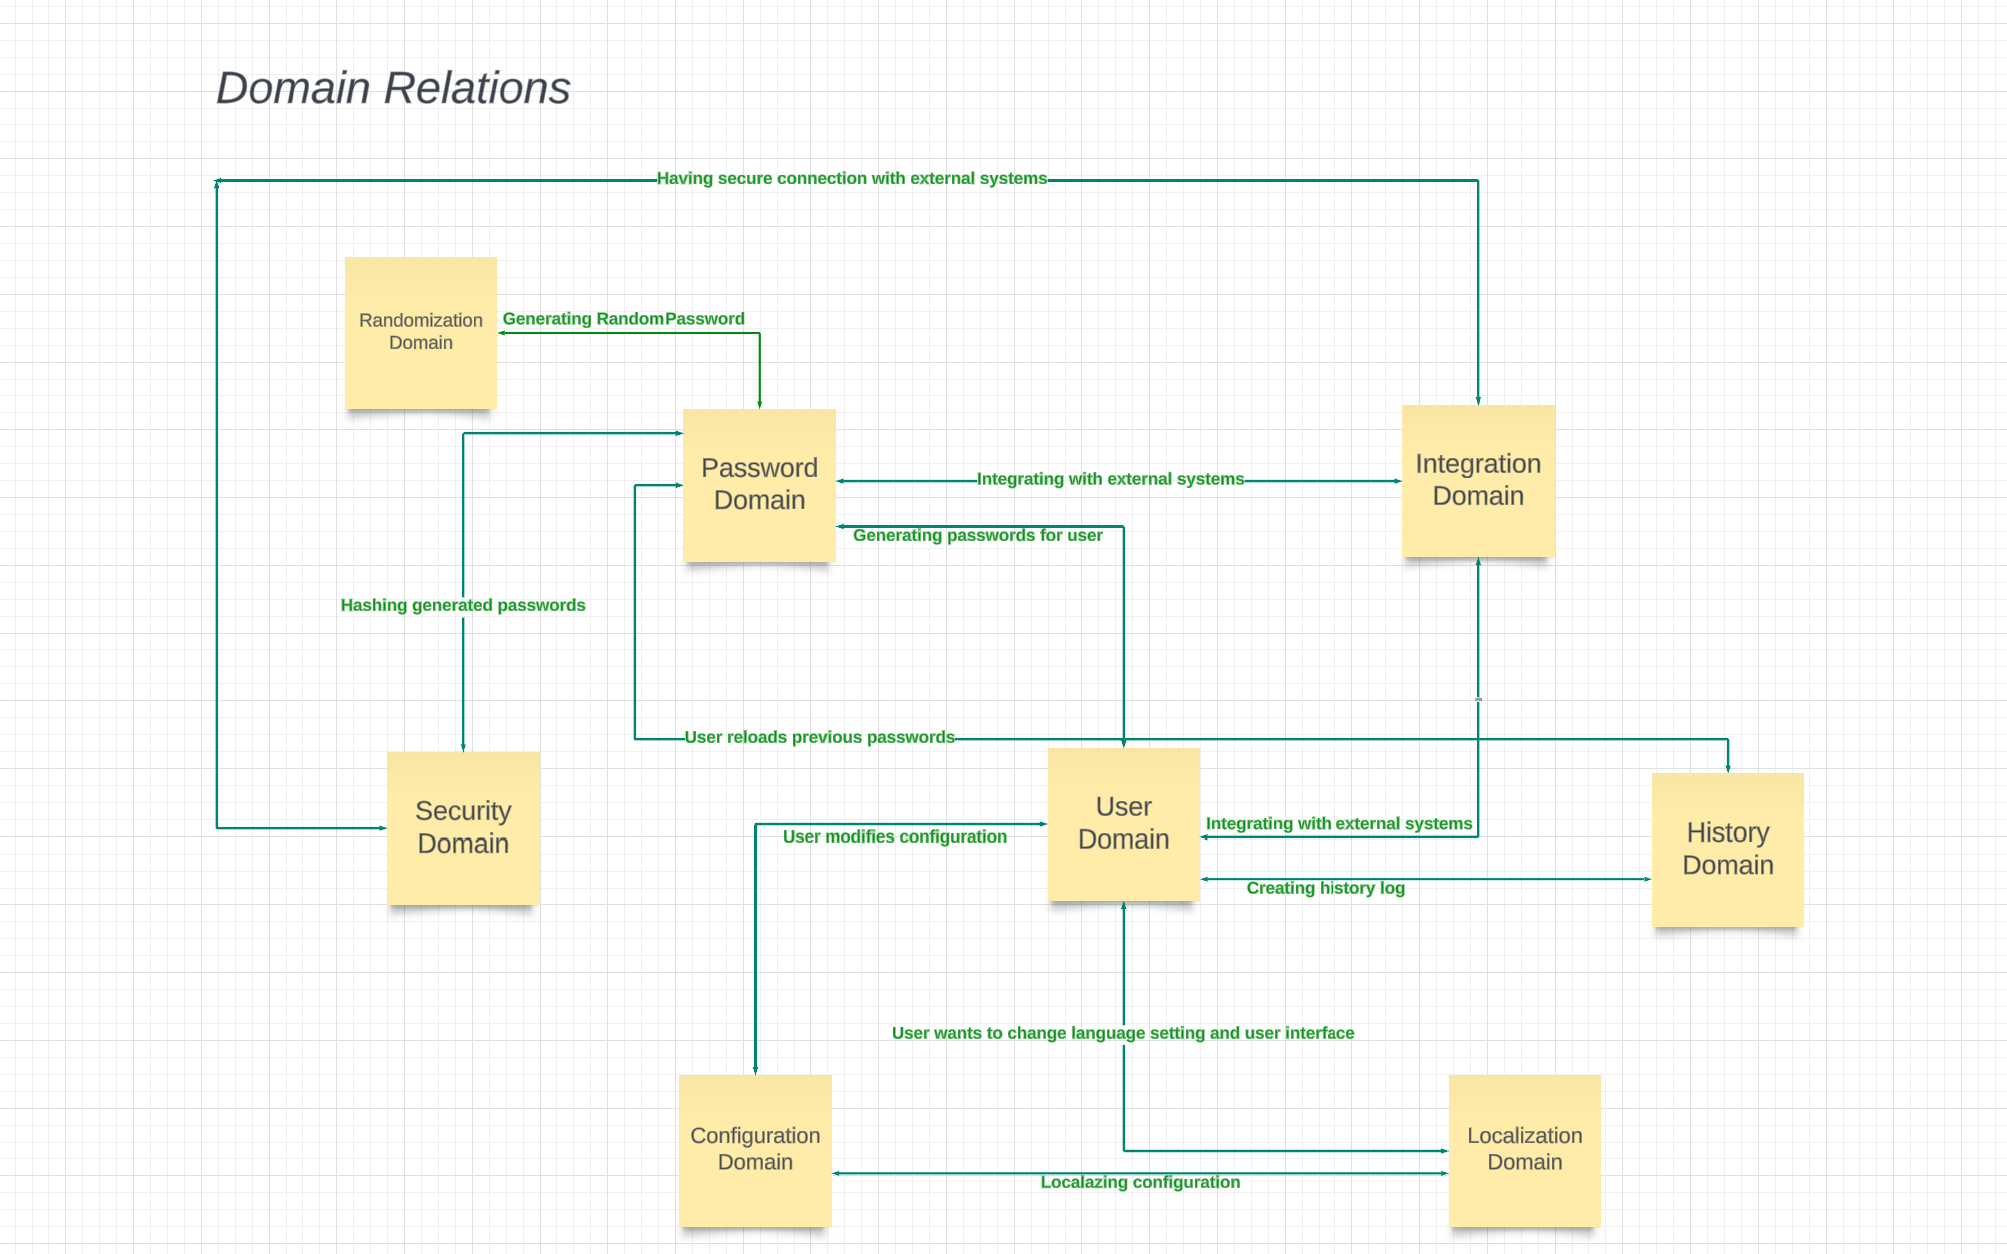 Domain Relations
Having secure connection with external systems
Randomization
Domain
Generating Random Password
Password
Domain
Integrating with external systems
Integration
Domain
Generating passwords for user
Hashing generated passwords
User reloads previous passwords
Security
Domain
User
Domain
User modifies configuration
Integrating with external systems
History
Domain
Creating history log
User wants to change language setting and user interface
Configuration
Domain
Localization
Domain
Localazing configuration